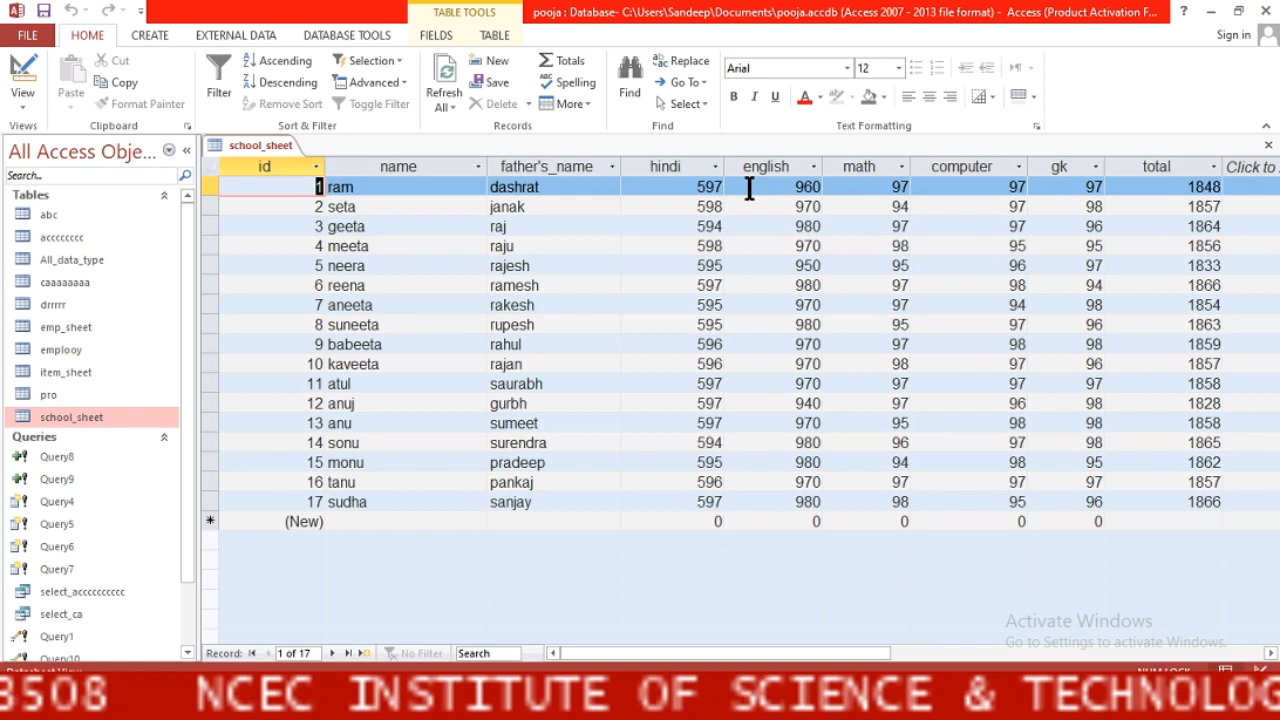 pooja : Database- C:\Users\Sandeep\Documents\pooja.accdb (Access 2007 - 2013 file format) - Access (Product Activation F...
TABLE TOOLS
Sign in
FILE HOME CREATE EXTERNAL DATA DATABASE TOOLS FIELDS TABLE
View
Views
Paste
Cut
Copy
Format Painter
Clipboard
Filter
Ascending
Descending
Remove Sort
Selection
Advanced
Toggle Filter
Sort & Filter
Refresh All
New
Save
Delete
Totals
Spelling
More
Records
Find
Replace
Go To
Select
Find
Arial 12
B I U
Text Formatting
All Access Obje...
Search...
Tables
abc
acccccccc
All_data_type
caaaaaaaa
drrrrr
emp_sheet
employ
item_sheet
pro
school_sheet
Queries
Query8
Query9
Query4
Query5
Query6
Query7
select_acccccccccc
select_ca
Query1
Query10
school_sheet
id name father's_name hindi english math computer gk total Click to
1 ram dashrat 597 960 97 97 97 1848
2 seta janak 598 970 94 97 98 1857
3 geeta raj 594 980 97 97 96 1864
4 meeta raju 598 970 98 95 95 1856
5 neera rajesh 595 950 95 96 97 1833
6 reena ramesh 597 980 97 98 94 1866
7 aneeta rakesh 595 970 97 94 98 1854
8 suneeta rupesh 595 980 95 97 96 1863
9 babeeta rahul 596 970 97 98 98 1859
10 kaveeta rajan 596 970 98 97 96 1857
11 atul saurabh 597 970 97 97 97 1858
12 anuj gurbh 597 940 97 96 98 1828
13 anu sumeet 597 970 95 98 98 1858
14 sonu surendra 594 980 96 97 98 1865
15 monu pradeep 595 980 94 98 95 1862
16 tanu pankaj 596 970 97 97 97 1857
17 sudha sanjay 597 980 98 95 96 1866
(New) 0 0 0 0 0
Activate Windows
Go to Settings to activate Windows.
Record: 1 of 17 No Filter Search
Datasheet View NUM LOCK
3508 NCEC INSTITUTE OF SCIENCE & TECHNOLOG